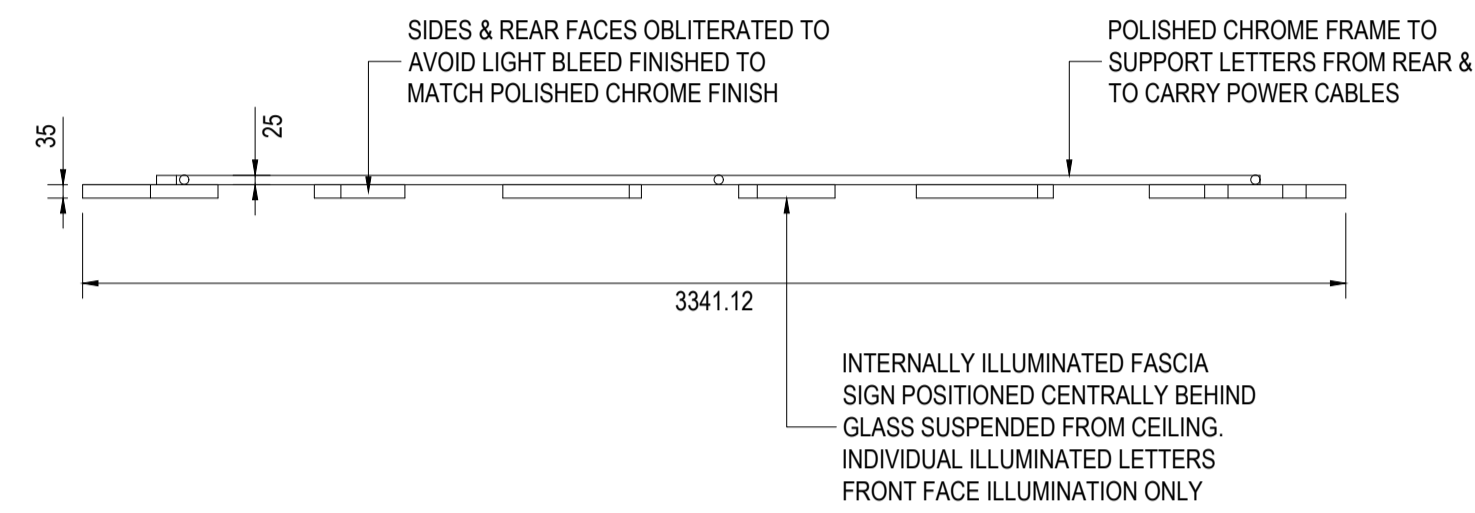 SIDES & REAR FACES OBLITERATED TO
AVOID LIGHT BLEED FINISHED TO
MATCH POLISHED CHROME FINISH
POLISHED CHROME FRAME TO
SUPPORT LETTERS FROM REAR &
TO CARRY POWER CABLES
35
25
3341.12
INTERNALLY ILLUMINATED FASCIA
SIGN POSITIONED CENTRALLY BEHIND
GLASS SUSPENDED FROM CEILING.
INDIVIDUAL ILLUMINATED LETTERS
FRONT FACE ILLUMINATION ONLY